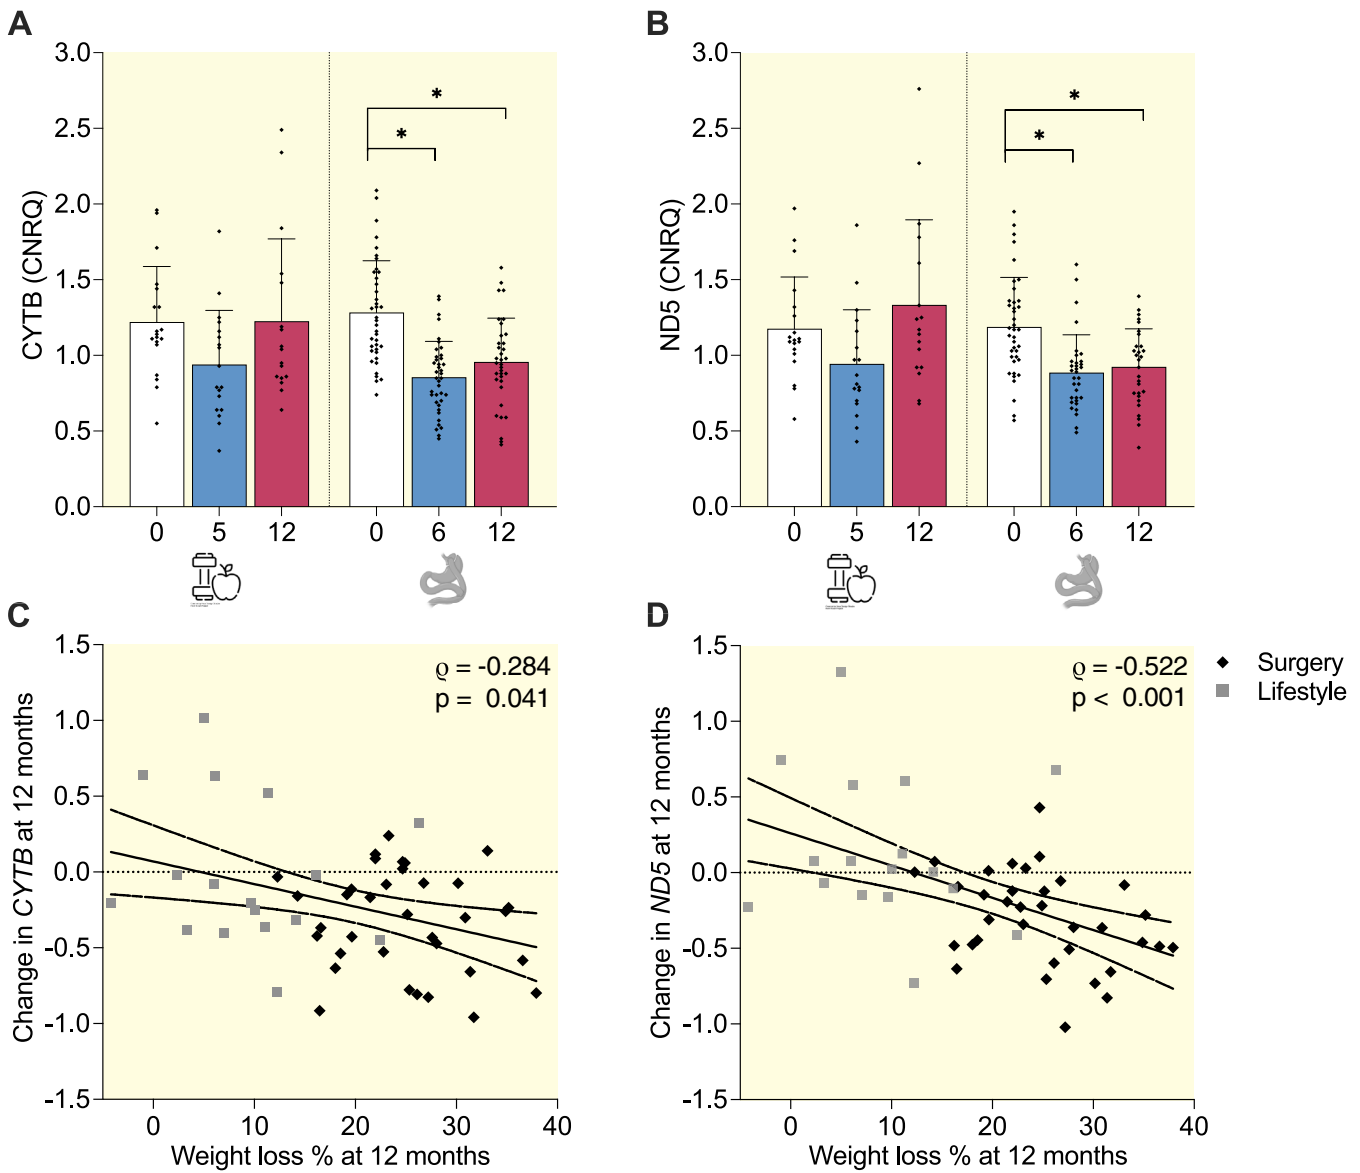 A
CYTB (CNRQ)
3.0
2.5
2.0
1.5
1.0
0.5
0.0
* *
0 5 12 0 6 12
B
ND5 (CNRQ)
3.0
2.5
2.0
1.5
1.0
0.5
0.0
* *
0 5 12 0 6 12
C
Change in CYTB at 12 months
1.5
1.0
0.5
0.0
-0.5
-1.0
-1.5
ϱ = -0.284
p = 0.041
0 10 20 30 40
Weight loss % at 12 months
D
Change in ND5 at 12 months
1.5
1.0
0.5
0.0
-0.5
-1.0
-1.5
ϱ = -0.522
p < 0.001
0 10 20 30 40
Weight loss % at 12 months
Surgery
Lifestyle